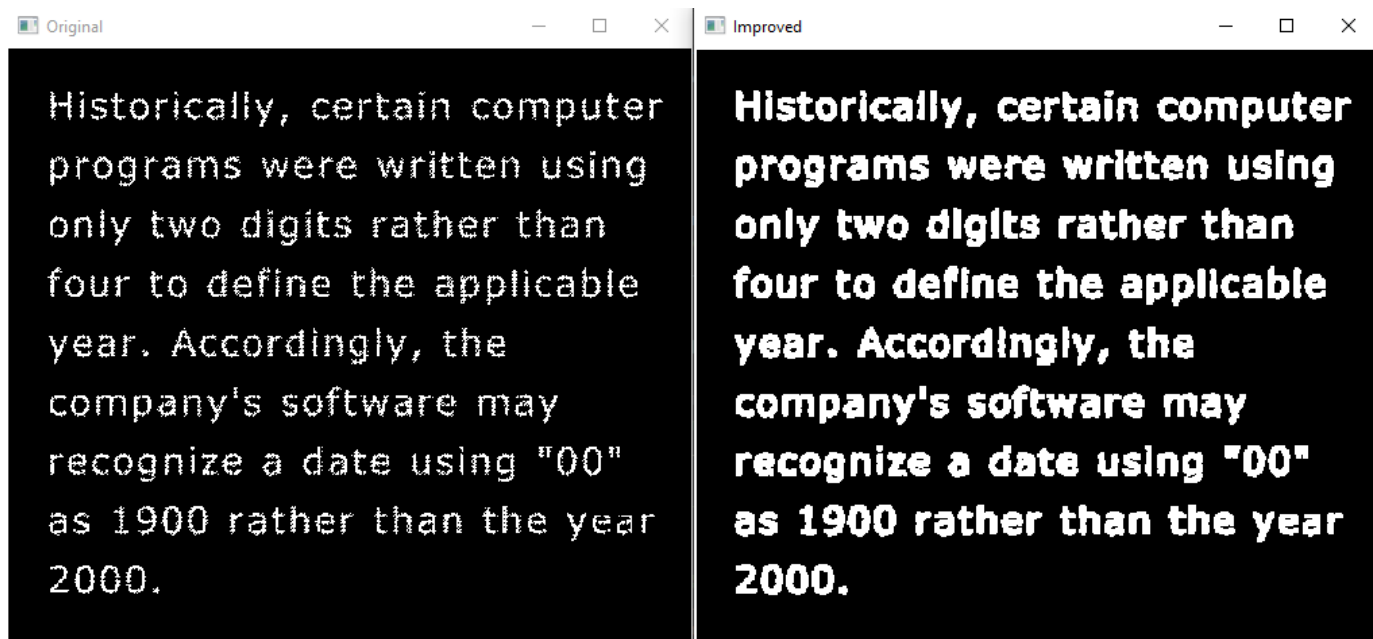 Original
Historically, certain computer
programs were written using
only two digits rather than
four to define the applicable
year. Accordingly, the
company's software may
recognize a date using "00"
as 1900 rather than the year
2000.
Improved
Historically, certain computer
programs were written using
only two digits rather than
four to define the applicable
year. Accordingly, the
company's software may
recognize a date using "00"
as 1900 rather than the year
2000.